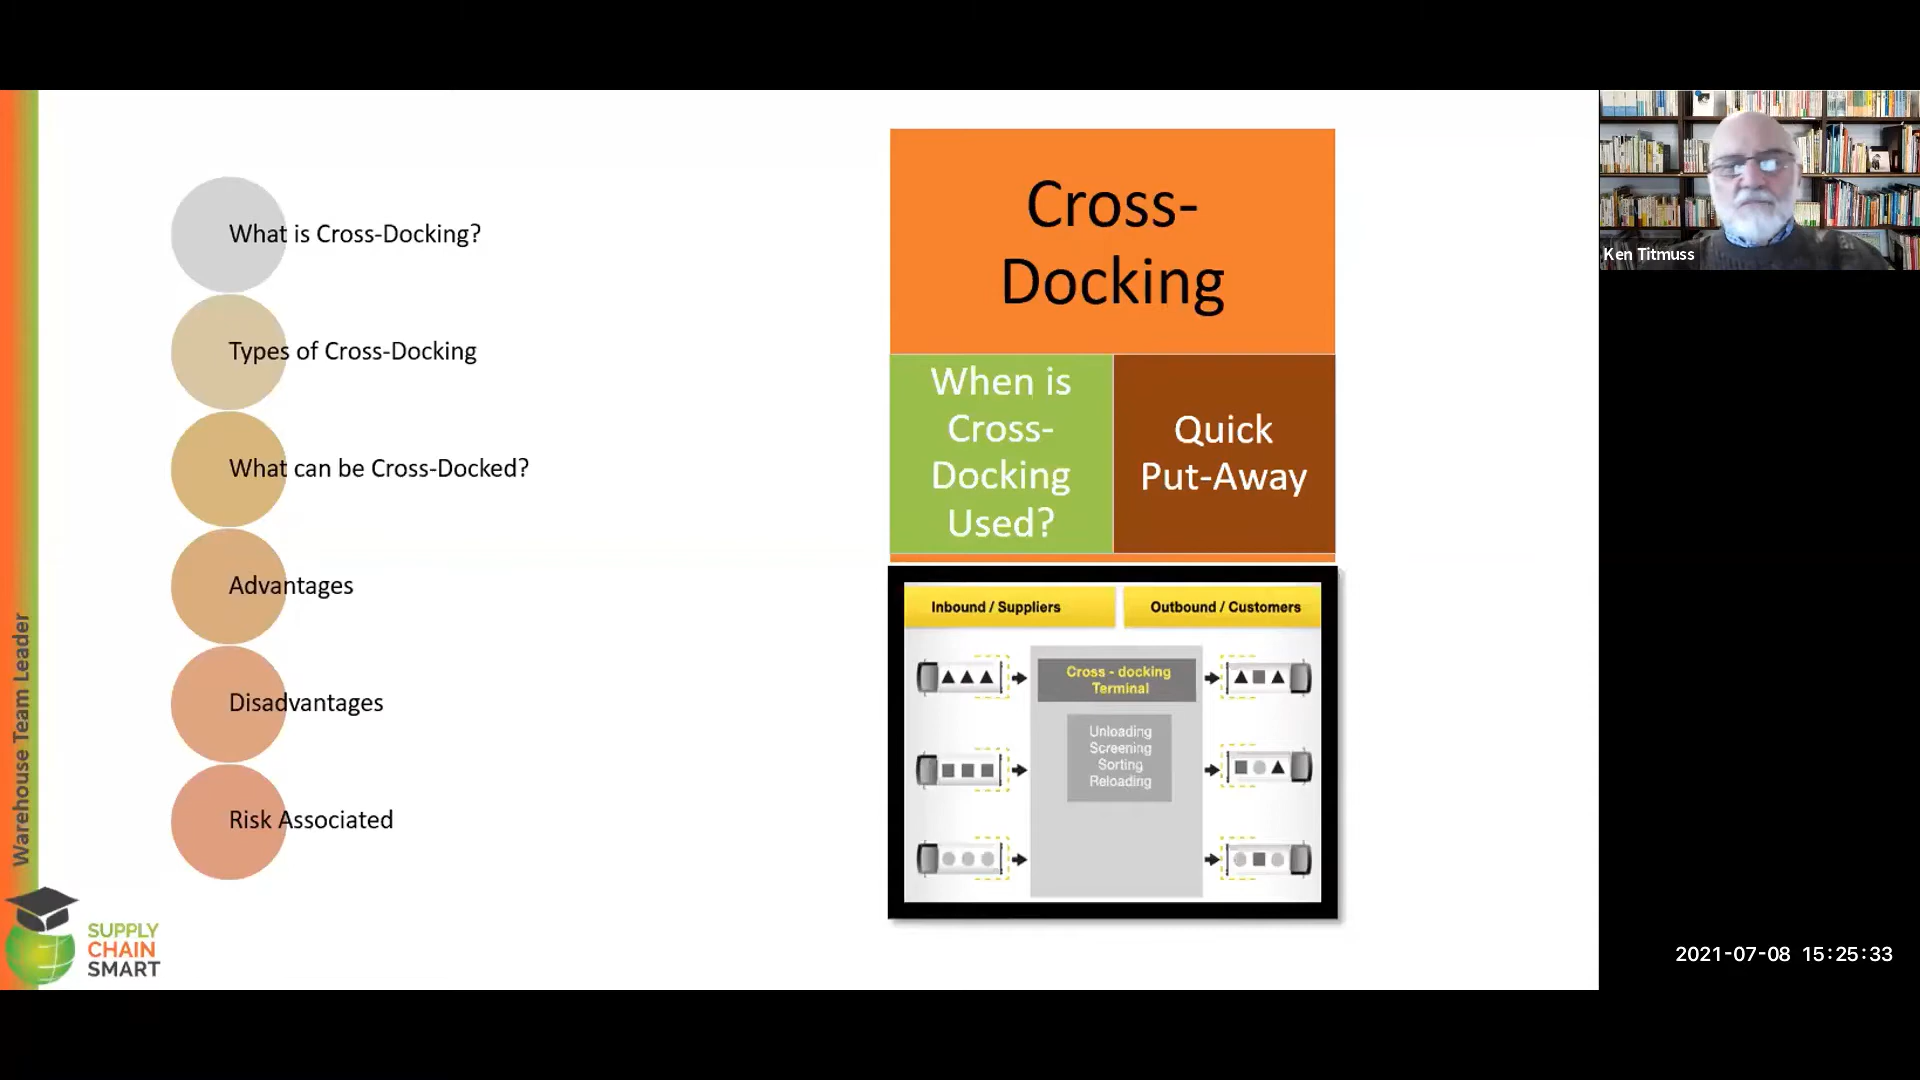 What is Cross-Docking?
Types of Cross-Docking
What can be Cross-Docked?
Advantages
Disadvantages
Risk Associated
Warehouse Team Leader
SUPPLY
CHAIN
SMART
Cross-
Docking
When is
Cross-
Docking
Used?
Quick
Put-Away
Inbound / Suppliers
Outbound / Customers
Cross - docking
Terminal
Unloading
Screening
Sorting
Reloading
Ken Titmuss
2021-07-08 15:25:33